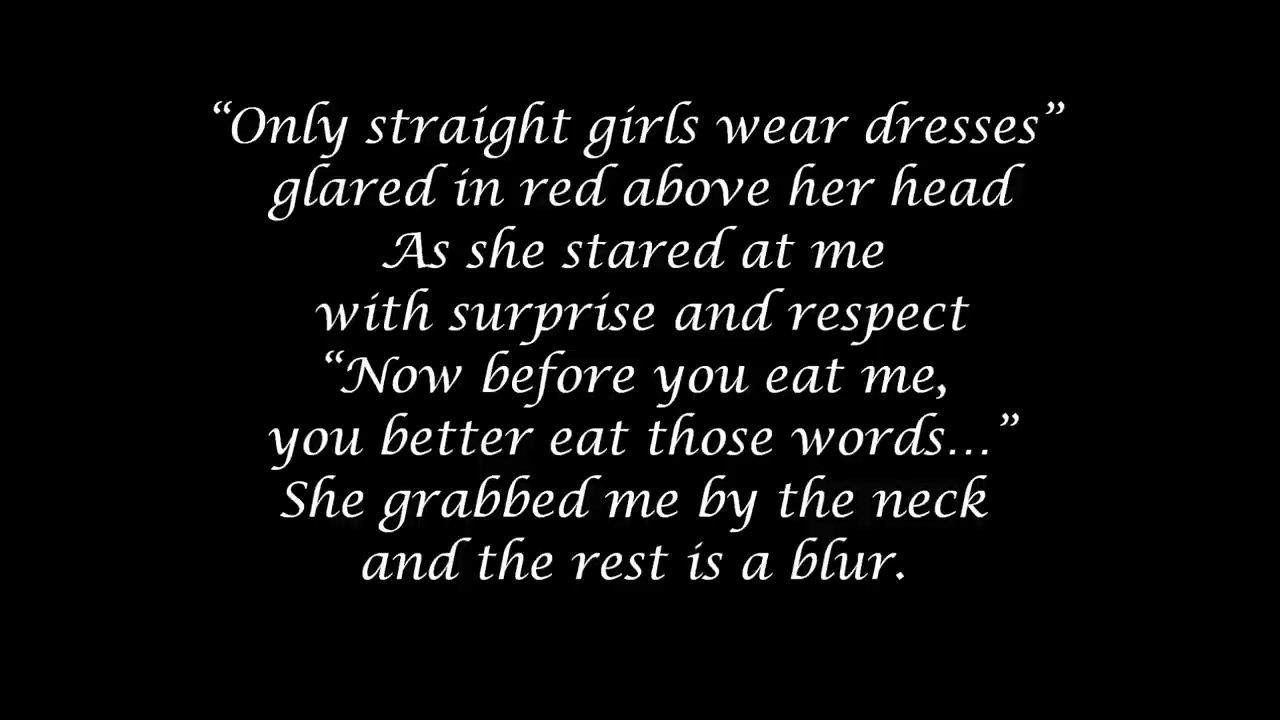 “Only straight girls wear dresses”
glared in red above her head
As she stared at me
with surprise and respect
“Now before you eat me,
you better eat those words...”
She grabbed me by the neck
and the rest is a blur.